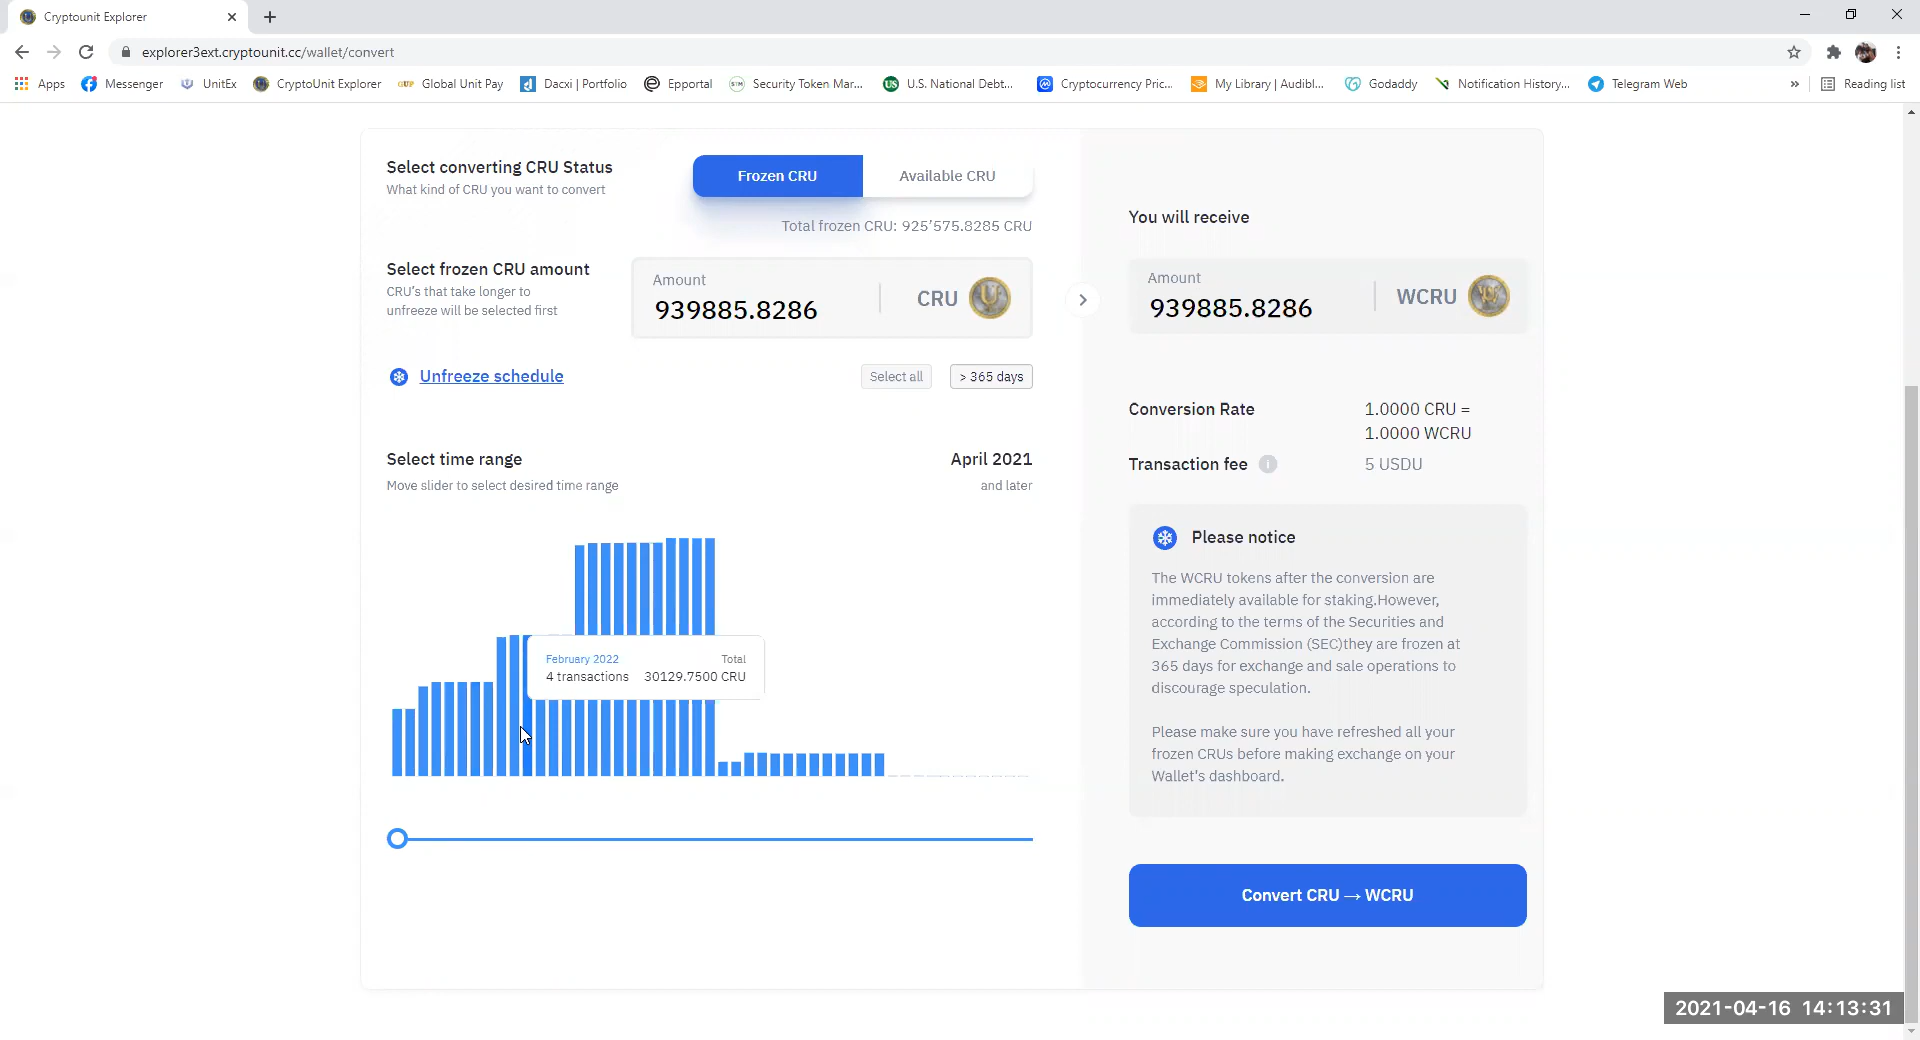 Cryptounit Explorer
explorer3ext.cryptounit.cc/wallet/convert
Apps Messenger UnitEx CryptoUnit Explorer GUP Global Unit Pay Dacxi | Portfolio Epportal STM Security Token Mar... US U.S. National Debt... Cryptocurrency Pric... My Library | Audibl... Godaddy Notification History... Telegram Web » Reading list
Select converting CRU Status
What kind of CRU you want to convert
Frozen CRU
Available CRU
Total frozen CRU: 925’575.8285 CRU
Select frozen CRU amount
CRU’s that take longer to
unfreeze will be selected first
Amount
939885.8286
CRU
Unfreeze schedule
Select all
> 365 days
Select time range
Move slider to select desired time range
April 2021
and later
February 2022 Total
4 transactions 30129.7500 CRU
You will receive
Amount
939885.8286
WCRU
Conversion Rate
1.0000 CRU =
1.0000 WCRU
Transaction fee i
5 USDU
Please notice
The WCRU tokens after the conversion are
immediately available for staking.However,
according to the terms of the Securities and
Exchange Commission (SEC)they are frozen at
365 days for exchange and sale operations to
discourage speculation.
Please make sure you have refreshed all your
frozen CRUs before making exchange on your
Wallet's dashboard.
Convert CRU → WCRU
2021-04-16 14:13:31